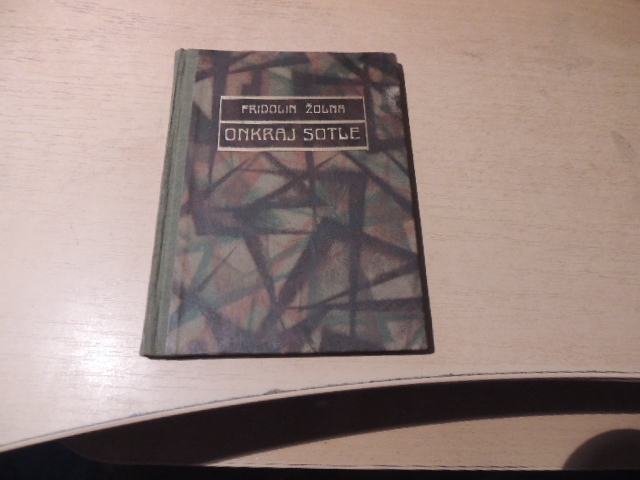 FRIDOLIN ŽOLNA
ONKRAJ SOTLE